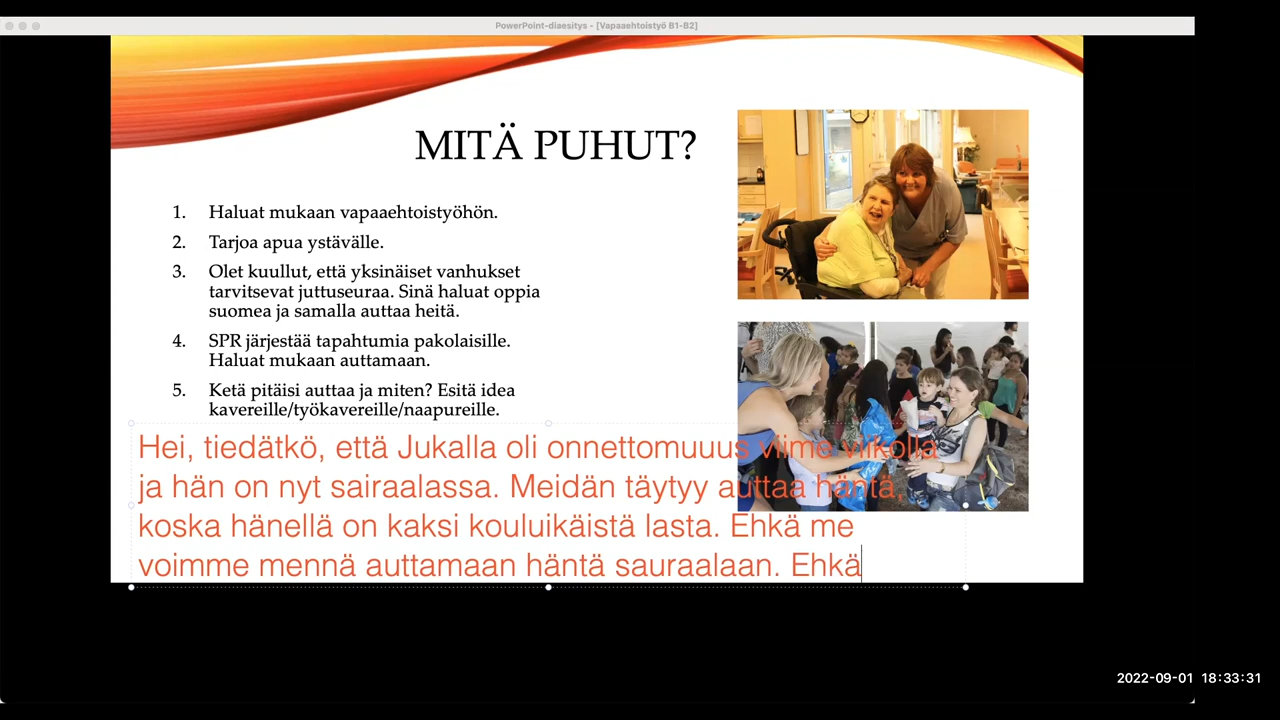 PowerPoint-diaesitys - [Vapaaehtoistyö B1-B2]
MITÄ PUHUT?
1. Haluat mukaan vapaaehtoistyöhön.
2. Tarjoa apua ystävälle.
3. Olet kuullut, että yksinäiset vanhukset
tarvitsevat juttuseuraa. Sinä haluat oppia
suomea ja samalla auttaa heitä.
4. SPR järjestää tapahtumia pakolaisille.
Haluat mukaan auttamaan.
5. Ketä pitäisi auttaa ja miten? Esitä idea
kavereille/työkavereille/naapureille.
Hei, tiedätkö, että Jukalla oli onnettomuuus viime viikolla
ja hän on nyt sairaalassa. Meidän täytyy auttaa häntä,
koska hänellä on kaksi kouluikäistä lasta. Ehkä me
voimme mennä auttamaan häntä sauraalaan. Ehkä
2022-09-01 18:33:31